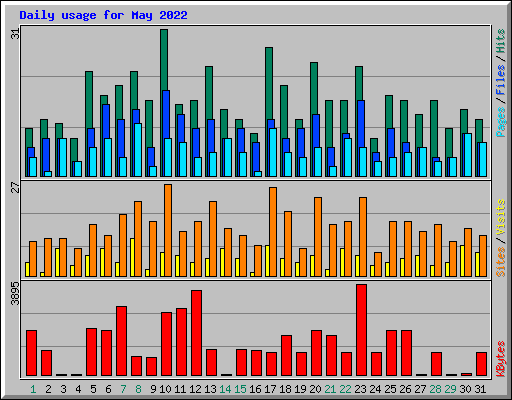 Daily usage for May 2022
31
Pages / Files / Hits
27
Sites / Visits
3895
KBytes
1 2 3 4 5 6 7 8 9 10 11 12 13 14 15 16 17 18 19 20 21 22 23 24 25 26 27 28 29 30 31